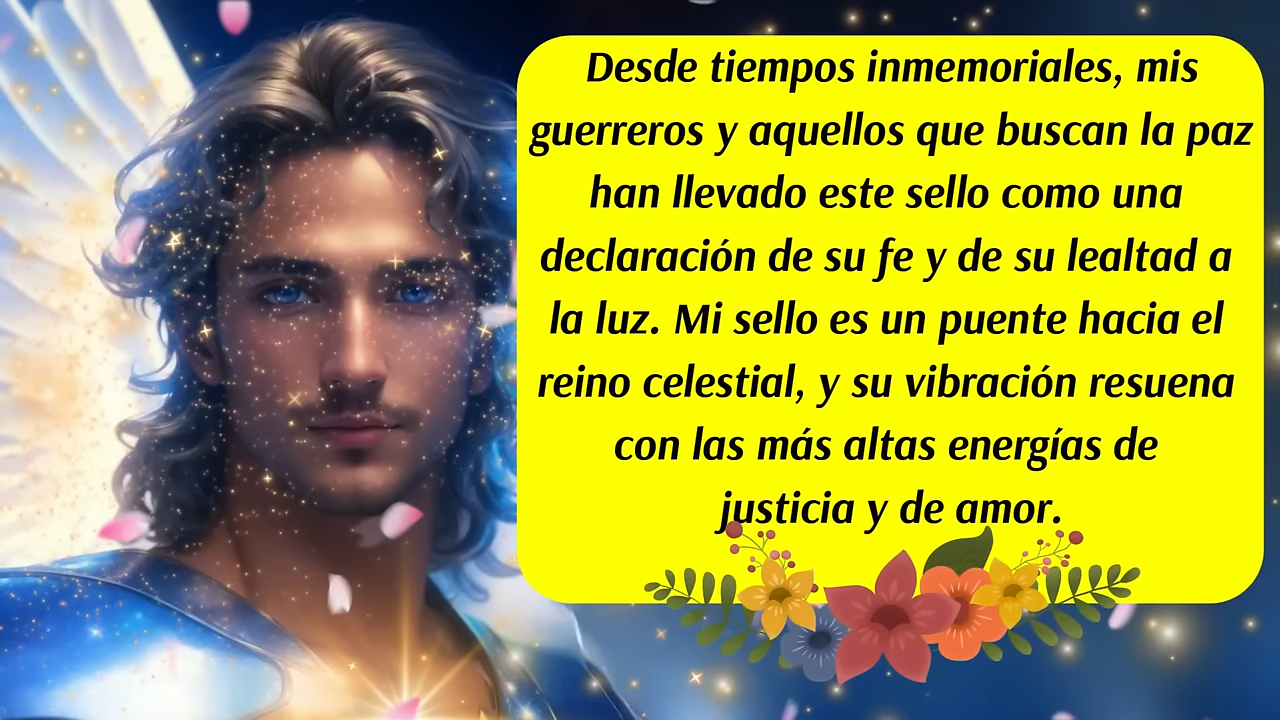 Desde tiempos inmemoriales, mis
guerreros y aquellos que buscan la paz
han llevado este sello como una
declaración de su fe y de su lealtad a
la luz. Mi sello es un puente hacia el
reino celestial, y su vibración resuena
con las más altas energías de
justicia y de amor.